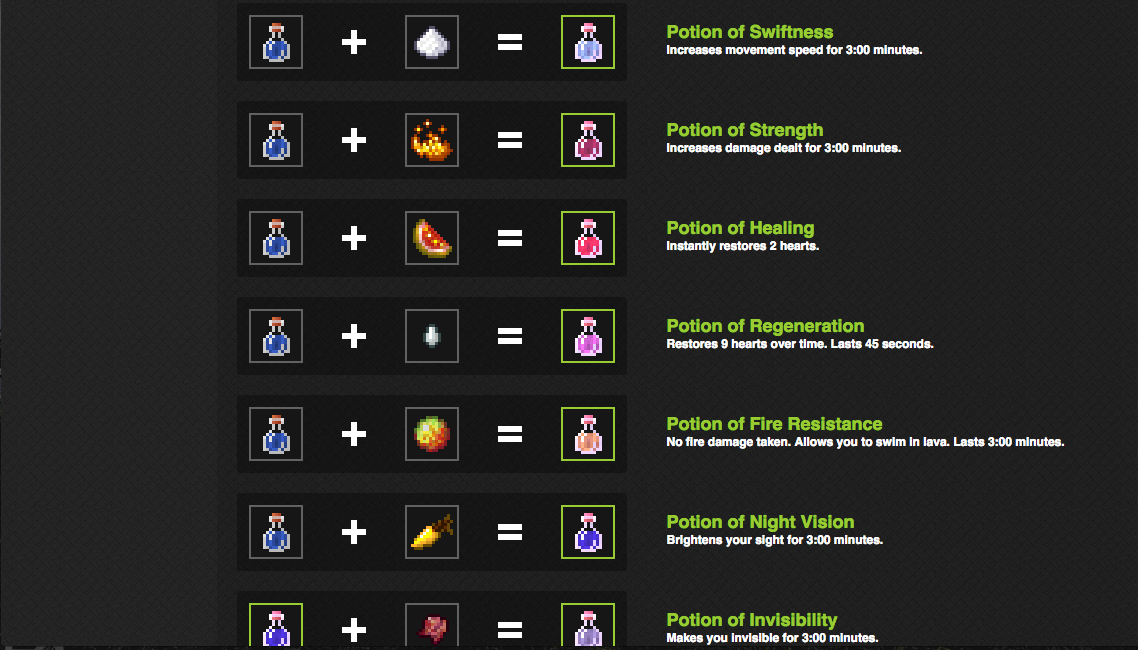 Potion of Swiftness
Increases movement speed for 3:00 minutes.
Potion of Strength
Increases damage dealt for 3:00 minutes.
Potion of Healing
Instantly restores 2 hearts.
Potion of Regeneration
Restores 9 hearts over time. Lasts 45 seconds.
Potion of Fire Resistance
No fire damage taken. Allows you to swim in lava. Lasts 3:00 minutes.
Potion of Night Vision
Brightens your sight for 3:00 minutes.
Potion of Invisibility
Makes you invisible for 3:00 minutes.